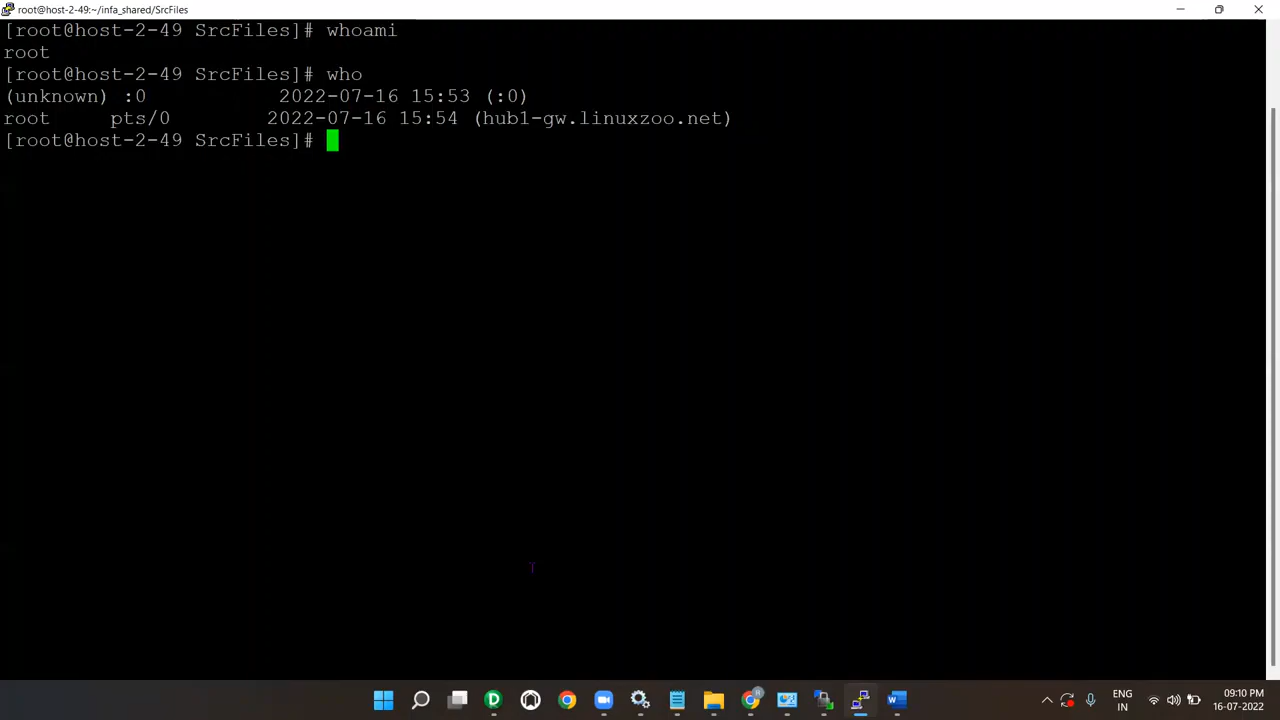 root@host-2-49:~/infa_shared/SrcFiles
[root@host-2-49 SrcFiles]# whoami
root
[root@host-2-49 SrcFiles]# who
(unknown) :0           2022-07-16 15:53 (:0)
root     pts/0        2022-07-16 15:54 (hub1-gw.linuxzoo.net)
[root@host-2-49 SrcFiles]#
ENG
IN
09:10 PM
16-07-2022